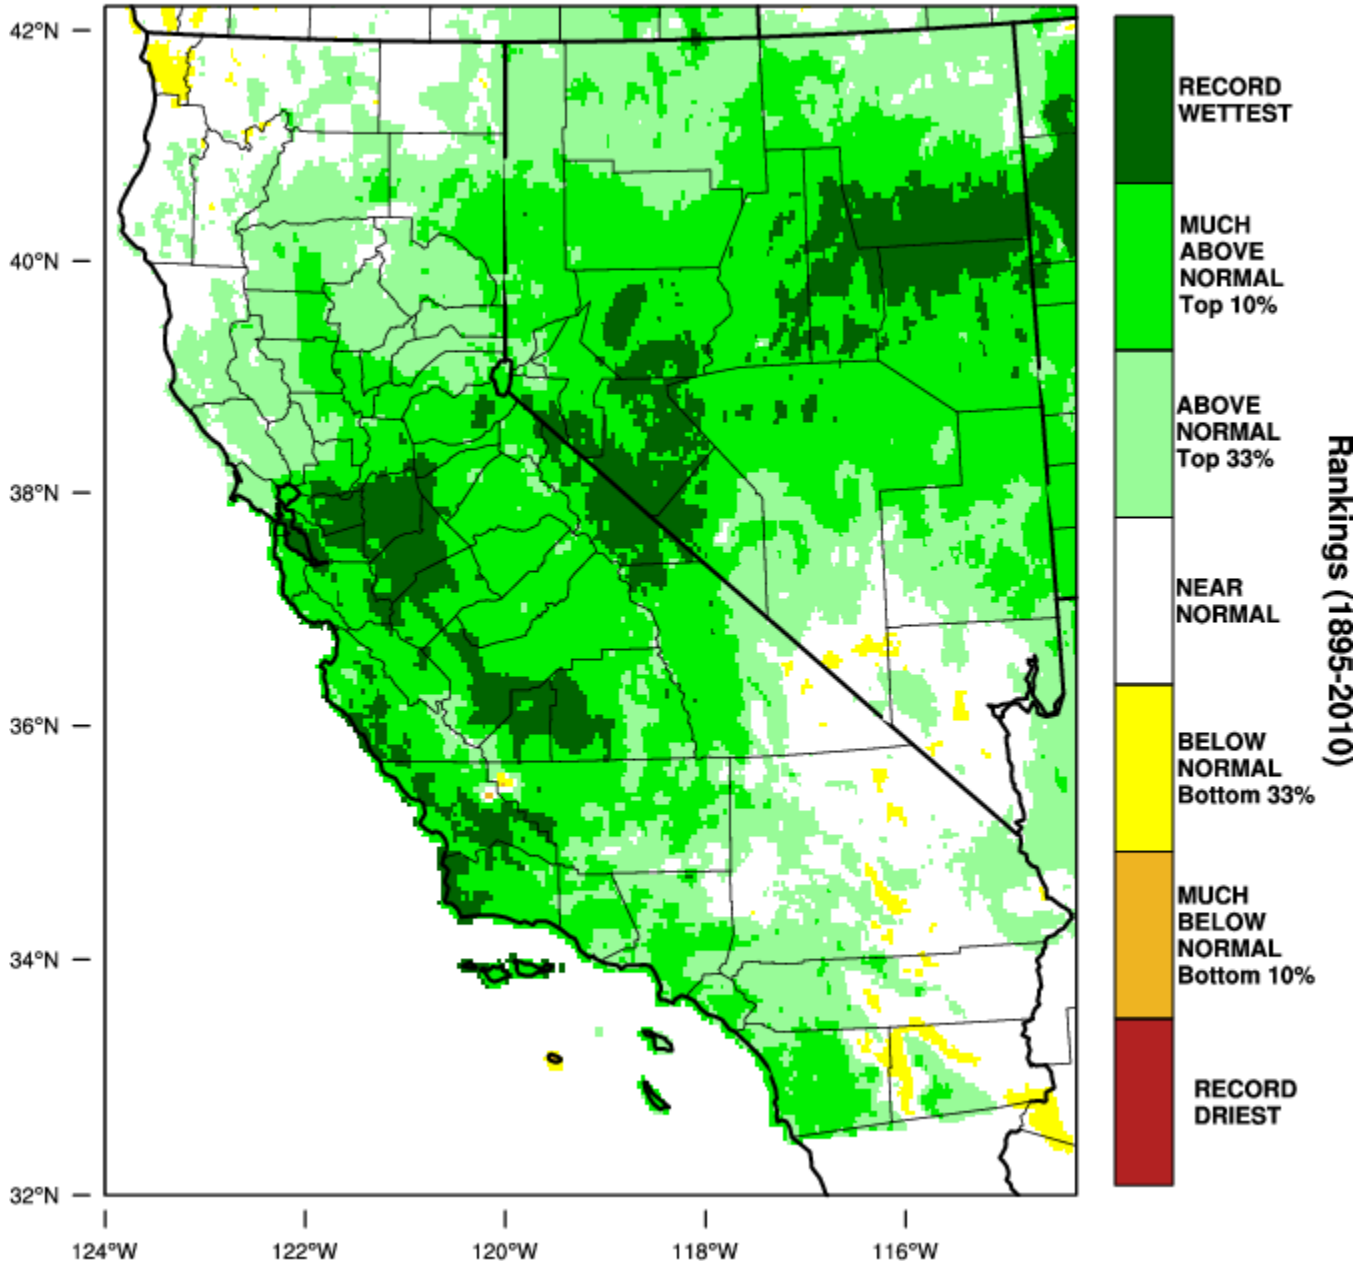 42°N
40°N
38°N
36°N
34°N
32°N
124°W
122°W
120°W
118°W
116°W
RECORD
WETTEST
MUCH
ABOVE
NORMAL
Top 10%
ABOVE
NORMAL
Top 33%
NEAR
NORMAL
BELOW
NORMAL
Bottom 33%
MUCH
BELOW
NORMAL
Bottom 10%
RECORD
DRIEST
Rankings (1895-2010)